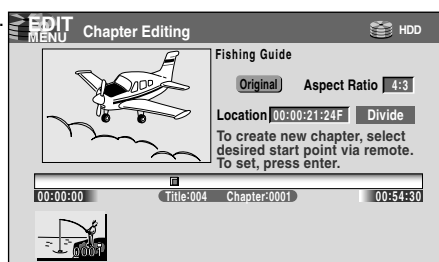 EDIT
MENU
Chapter Editing
HDD
Fishing Guide
Original
Aspect Ratio 4:3
Location 00:00:21:24F Divide
To create new chapter, select
desired start point via remote.
To set, press enter.
00:00:00 Title:004 Chapter:0001 00:54:30
0001